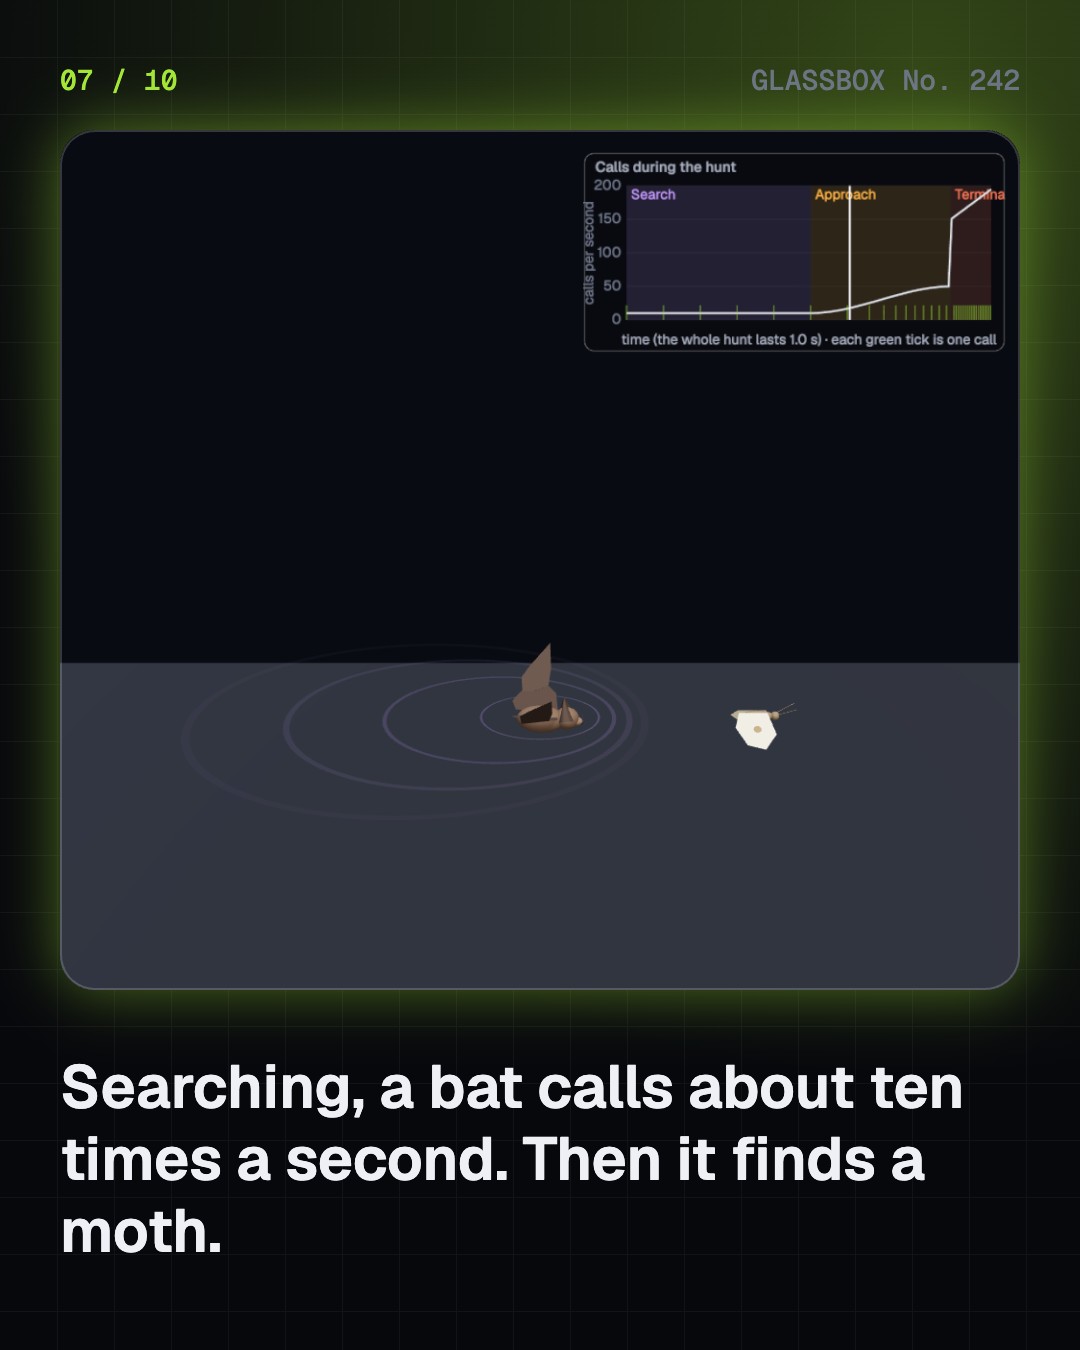 07 / 10
GLASSBOX No. 242
Calls during the hunt
200
150
100
50
0
calls per second
Search
Approach
Termina
time (the whole hunt lasts 1.0 s) · each green tick is one call
Searching, a bat calls about ten
times a second. Then it finds a
moth.